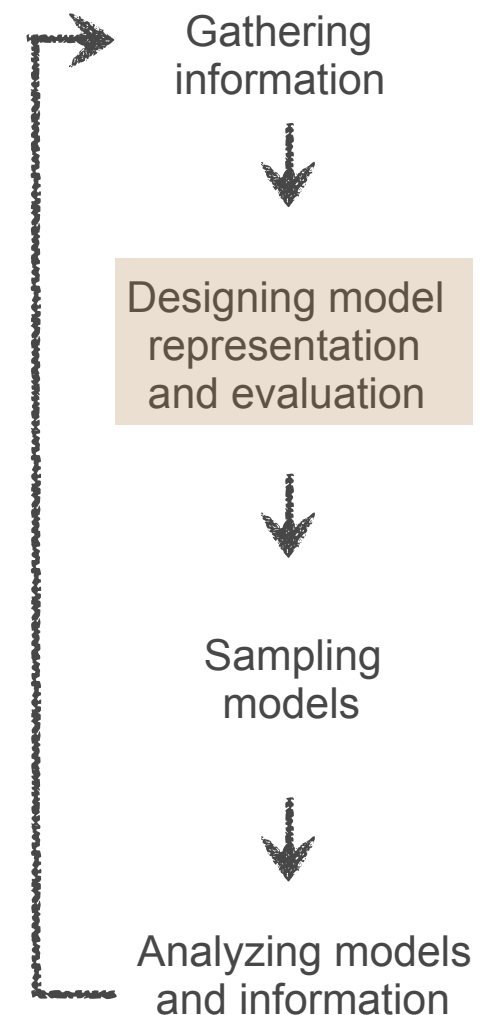 Gathering
information
Designing model
representation
and evaluation
Sampling
models
Analyzing models
and information